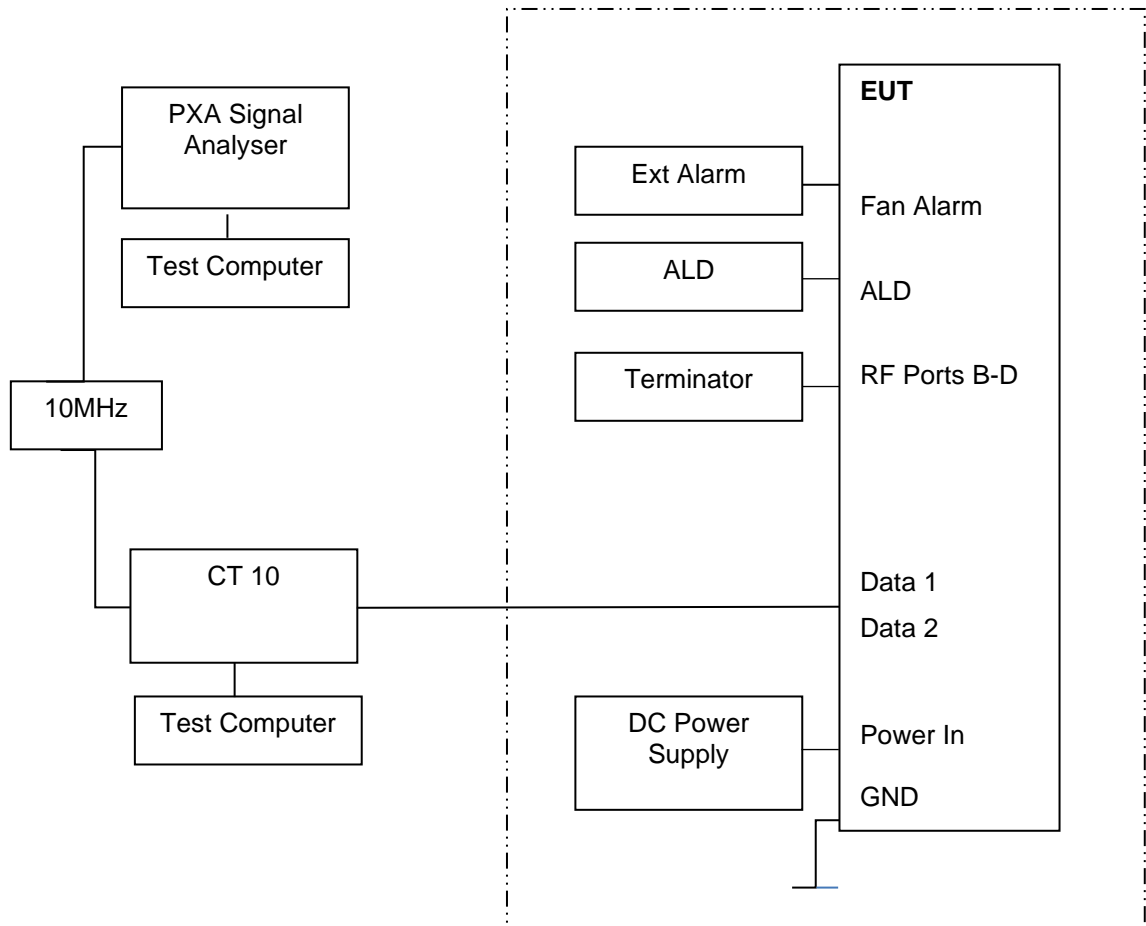 EUT
PXA Signal
Analyser
Ext Alarm
Fan Alarm
Test Computer
ALD
ALD
Terminator
RF Ports B-D
10MHz
CT 10
Data 1
Data 2
Test Computer
DC Power
Supply
Power In
GND